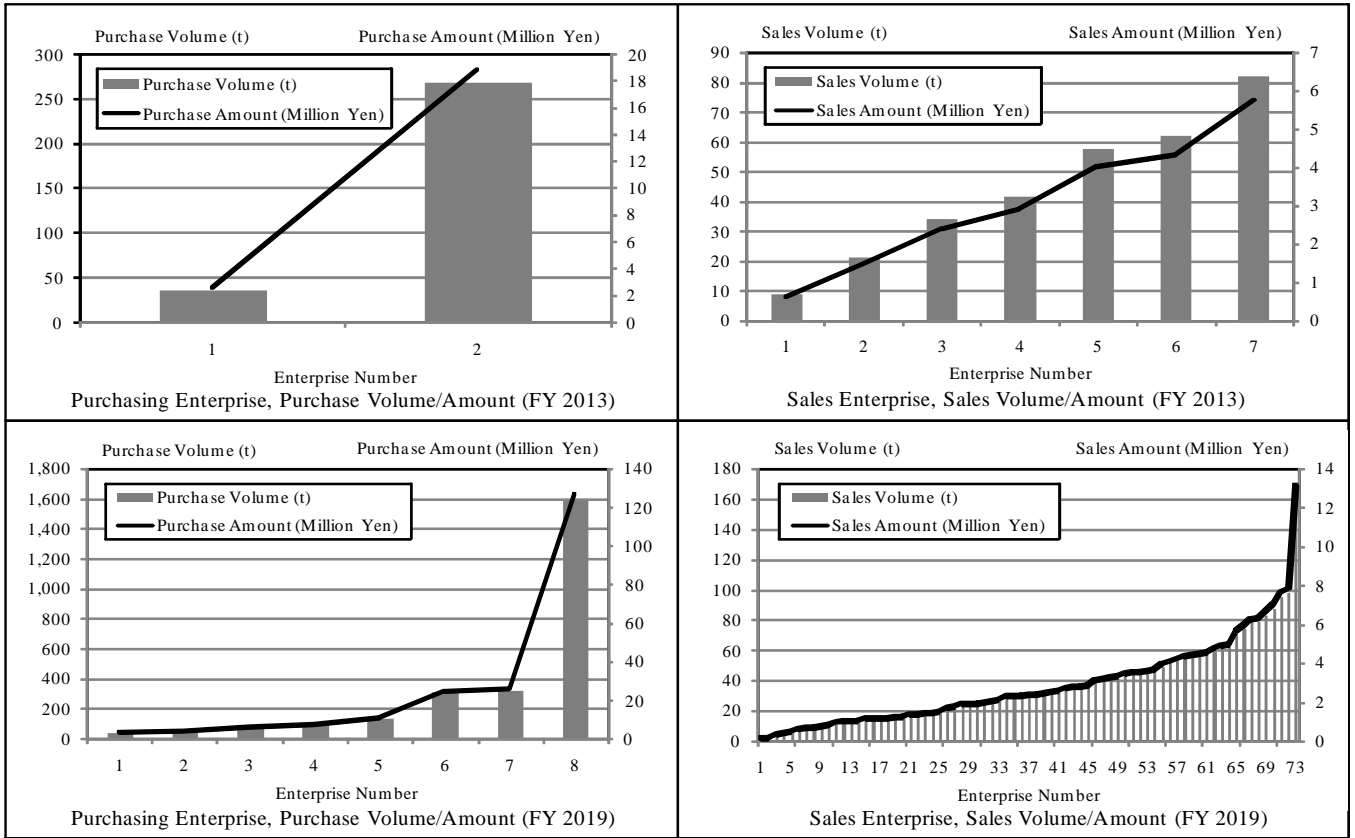 Purchase Volume (t) Purchase Amount (Million Yen)
300 20
18
250 16
200 14
12
150 10
8
100 6
50 4
2
0 0
Purchase Volume (t)
Purchase Amount (Million Yen)
1 2
Enterprise Number
Purchasing Enterprise, Purchase Volume/Amount (FY 2013)
Sales Volume (t) Sales Amount (Million Yen)
90 7
80 6
70
60 5
50 4
40 3
30
20 2
10 1
0 0
Sales Volume (t)
Sales Amount (Million Yen)
1 2 3 4 5 6 7
Enterprise Number
Sales Enterprise, Sales Volume/Amount (FY 2013)
Purchase Volume (t) Purchase Amount (Million Yen)
1,800 140
1,600 120
1,400 100
1,200
1,000 80
800 60
600 40
400
200 20
0 0
Purchase Volume (t)
Purchase Amount (Million Yen)
1 2 3 4 5 6 7 8
Enterprise Number
Purchasing Enterprise, Purchase Volume/Amount (FY 2019)
Sales Volume (t) Sales Amount (Million Yen)
180 14
160 12
140
120 10
100 8
80 6
60
40 4
20 2
0 0
Sales Volume (t)
Sales Amount (Million Yen)
1 5 9 13 17 21 25 29 33 37 41 45 49 53 57 61 65 69 73
Enterprise Number
Sales Enterprise, Sales Volume/Amount (FY 2019)